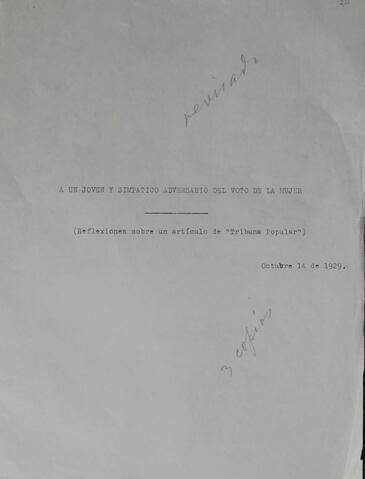 revisado
A UN JOVEN Y SIMPATICO ADVERSARIO DEL VOTO DE LA MUJER
(Reflexiones sobre un artículo de "Tribuna Popular")
Octubre 14 de 1929.
3 copias